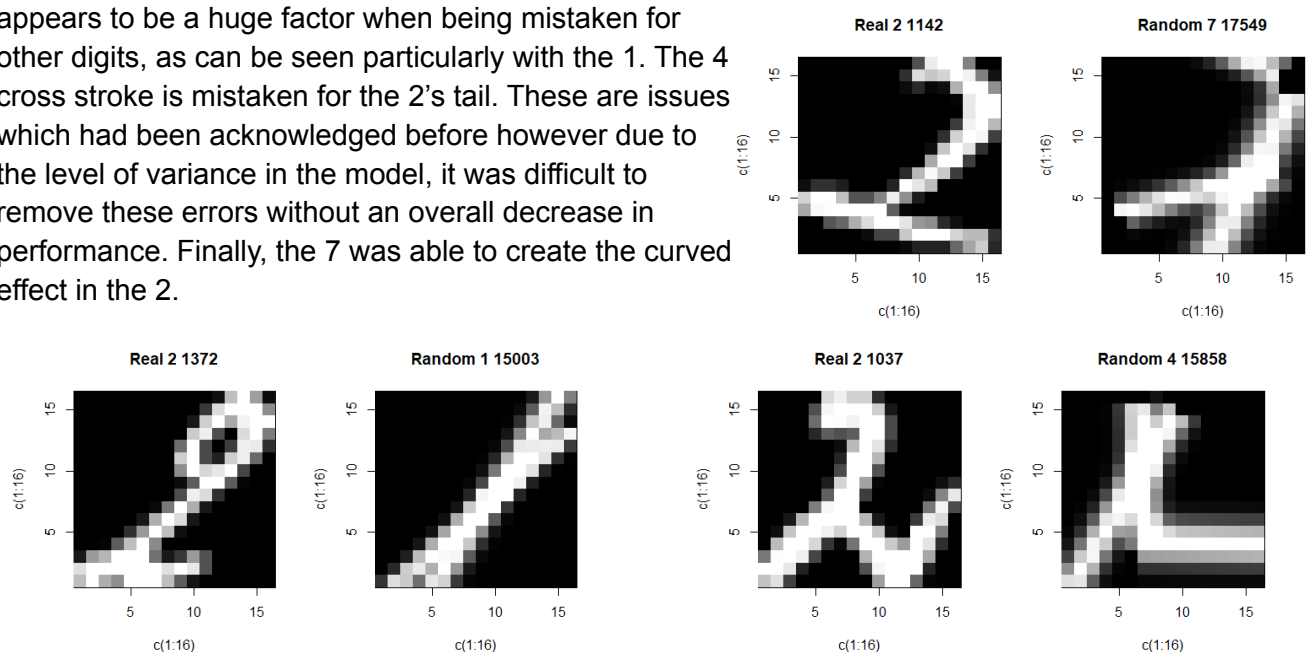 appears to be a huge factor when being mistaken for
other digits, as can be seen particularly with the 1. The 4
cross stroke is mistaken for the 2's tail. These are issues
which had been acknowledged before however due to
the level of variance in the model, it was difficult to
remove these errors without an overall decrease in
performance. Finally, the 7 was able to create the curved
effect in the 2.
Real 2 1142
15
10
5
c(1:16)
5 10 15
c(1:16)
Random 7 17549
15
10
5
c(1:16)
5 10 15
c(1:16)
Real 2 1372
15
10
5
c(1:16)
5 10 15
c(1:16)
Random 1 15003
15
10
5
c(1:16)
5 10 15
c(1:16)
Real 2 1037
15
10
5
c(1:16)
5 10 15
c(1:16)
Random 4 15858
15
10
5
c(1:16)
5 10 15
c(1:16)